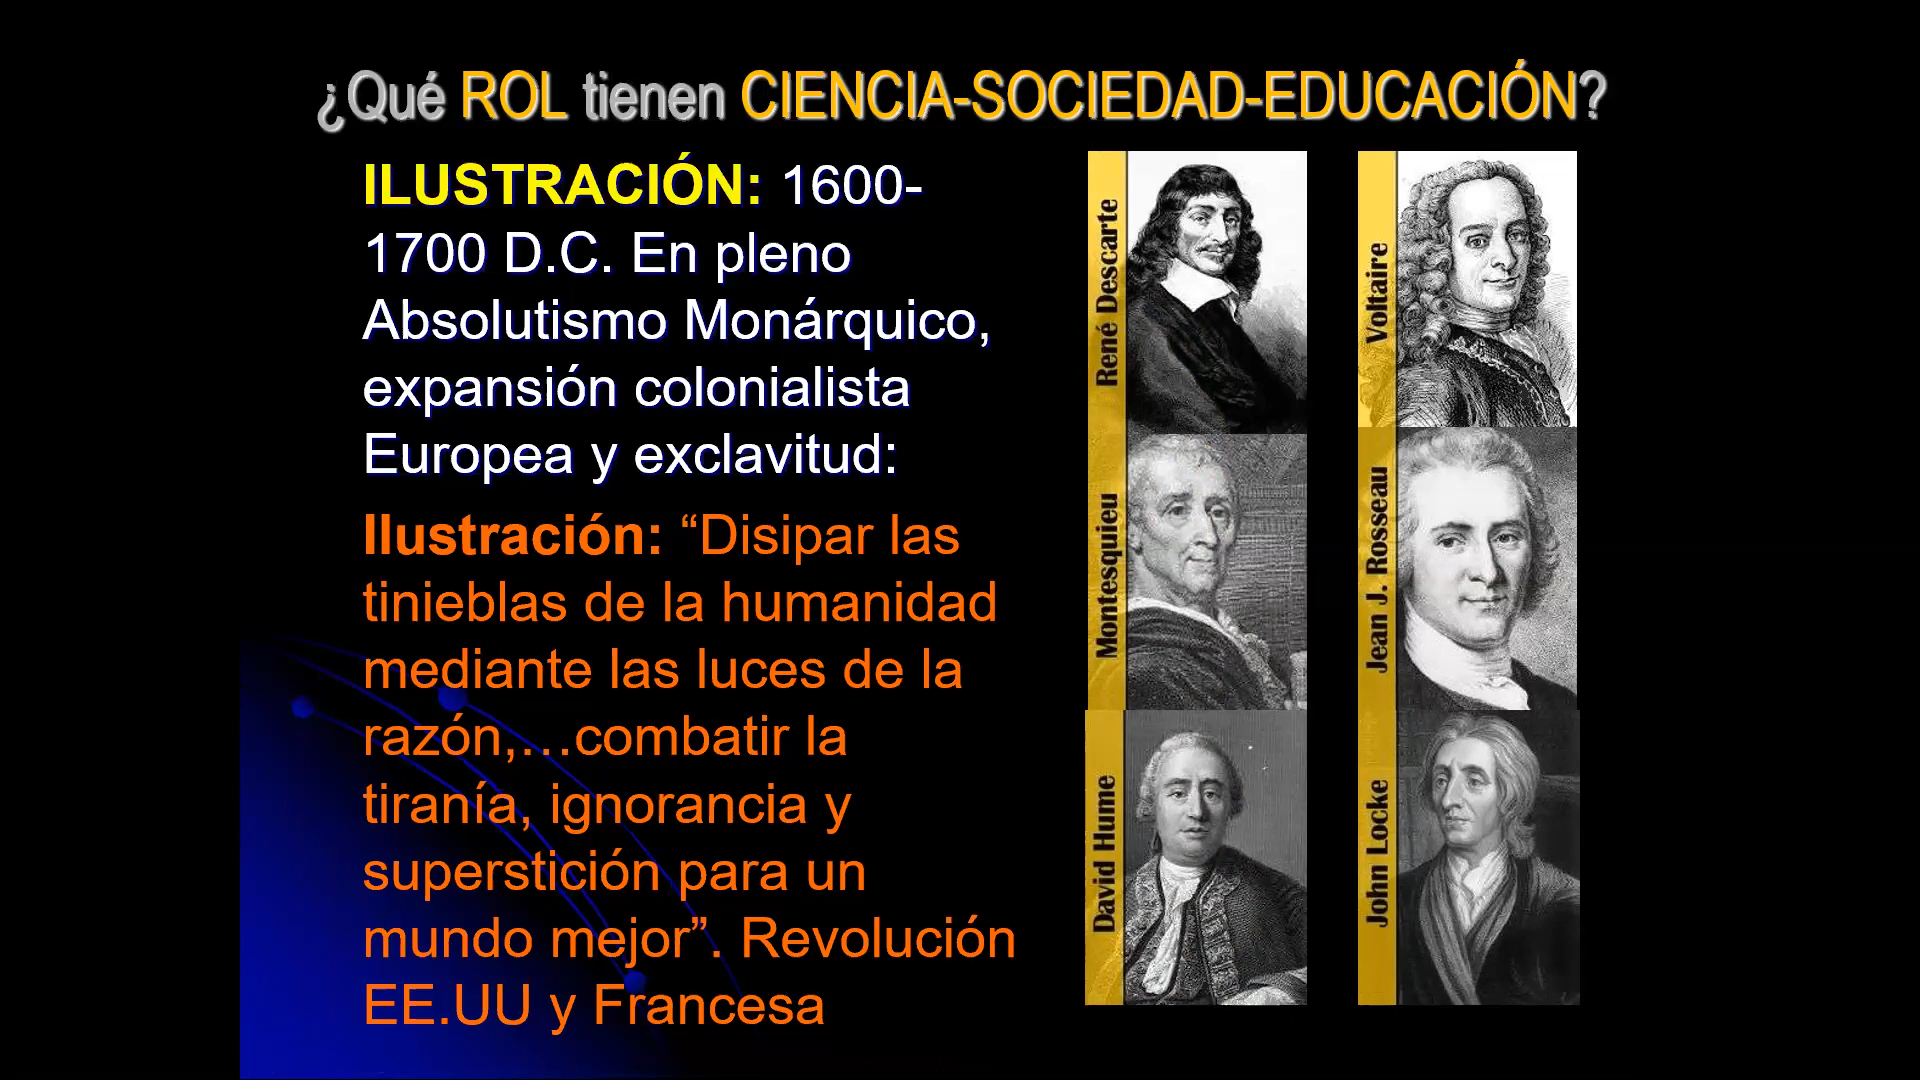 ¿Qué ROL tienen CIENCIA-SOCIEDAD-EDUCACIÓN?
ILUSTRACIÓN: 1600-
1700 D.C. En pleno
Absolutismo Monárquico,
expansión colonialista
Europea y exclavitud:
Ilustración: “Disipar las
tinieblas de la humanidad
mediante las luces de la
razón,…combatir la
tiranía, ignorancia y
superstición para un
mundo mejor”. Revolución
EE.UU y Francesa
René Descarte
Voltaire
Montesquieu
Jean J. Rosseau
David Hume
John Locke